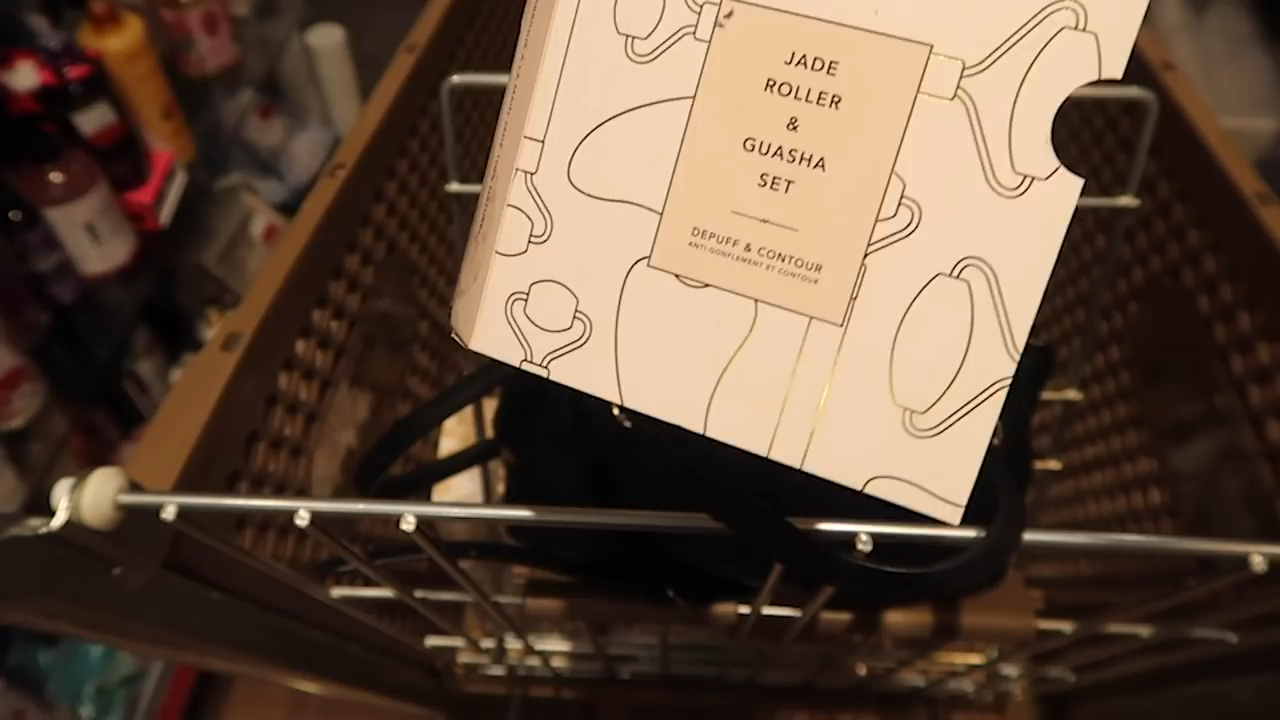 JADE
ROLLER
&
GUASHA
SET
DEPUFF & CONTOUR
ANTI-GONFLEMENT ET CONTOUR